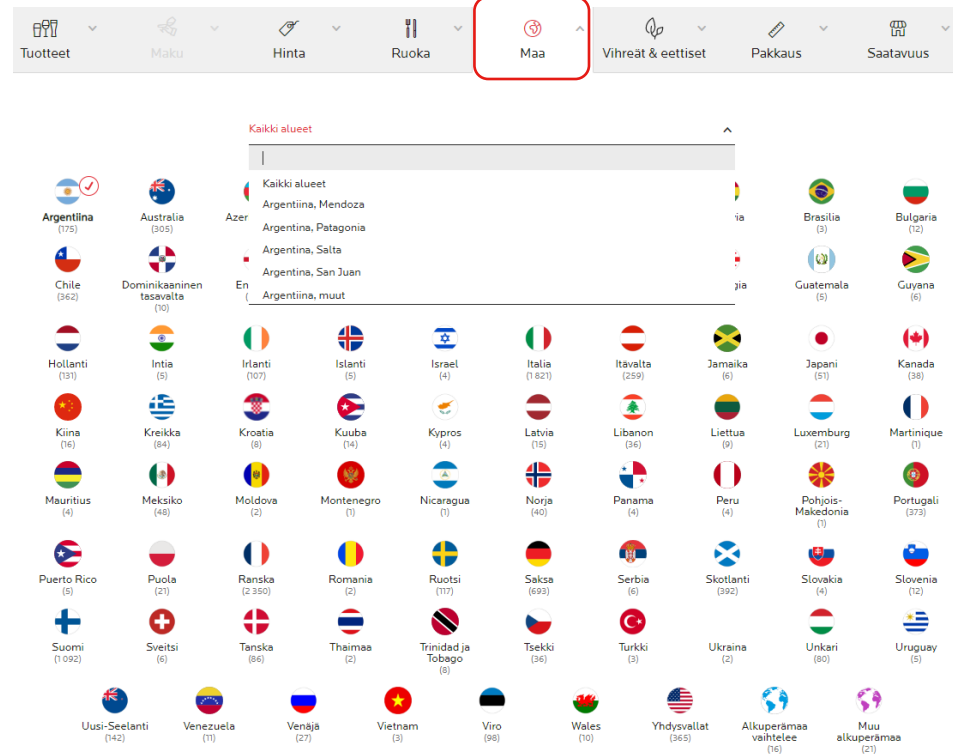 Tuotteet
Maku
Hinta
Ruoka
Maa
Vihreät & eettiset
Pakkaus
Saatavuus
Kaikki alueet
Kaikki alueet
Argentiina, Mendoza
Argentina, Patagonia
Argentina, Salta
Argentina, San Juan
Argentiina, muut
Argentiina
(175)
Australia
(305)
Brasilia
(3)
Bulgaria
(12)
Chile
(362)
Dominikaaninen
tasavalta
(10)
Guatemala
(5)
Guyana
(6)
Hollanti
(131)
Intia
(5)
Irlanti
(107)
Islanti
(5)
Israel
(4)
Italia
(1 821)
Itävalta
(259)
Jamaika
(6)
Japani
(51)
Kanada
(38)
Kiina
(16)
Kreikka
(84)
Kroatia
(8)
Kuuba
(14)
Kypros
(4)
Latvia
(15)
Libanon
(36)
Liettua
(9)
Luxemburg
(21)
Martinique
(1)
Mauritius
(4)
Meksiko
(48)
Moldova
(2)
Montenegro
(1)
Nicaragua
(1)
Norja
(40)
Panama
(4)
Peru
(4)
Pohjois-
Makedonia
(1)
Portugali
(373)
Puerto Rico
(5)
Puola
(21)
Ranska
(2 350)
Romania
(2)
Ruotsi
(117)
Saksa
(693)
Serbia
(6)
Skotlanti
(392)
Slovakia
(4)
Slovenia
(12)
Suomi
(1 092)
Sveitsi
(6)
Tanska
(86)
Thaimaa
(2)
Trinidad ja
Tobago
(8)
Tsekki
(36)
Turkki
(3)
Ukraina
(2)
Unkari
(80)
Uruguay
(5)
Uusi-Seelanti
(142)
Venezuela
(11)
Venäjä
(27)
Vietnam
(3)
Viro
(98)
Wales
(10)
Yhdysvallat
(365)
Alkuperämaa
vaihtelee
(16)
Muu
alkuperämaa
(21)